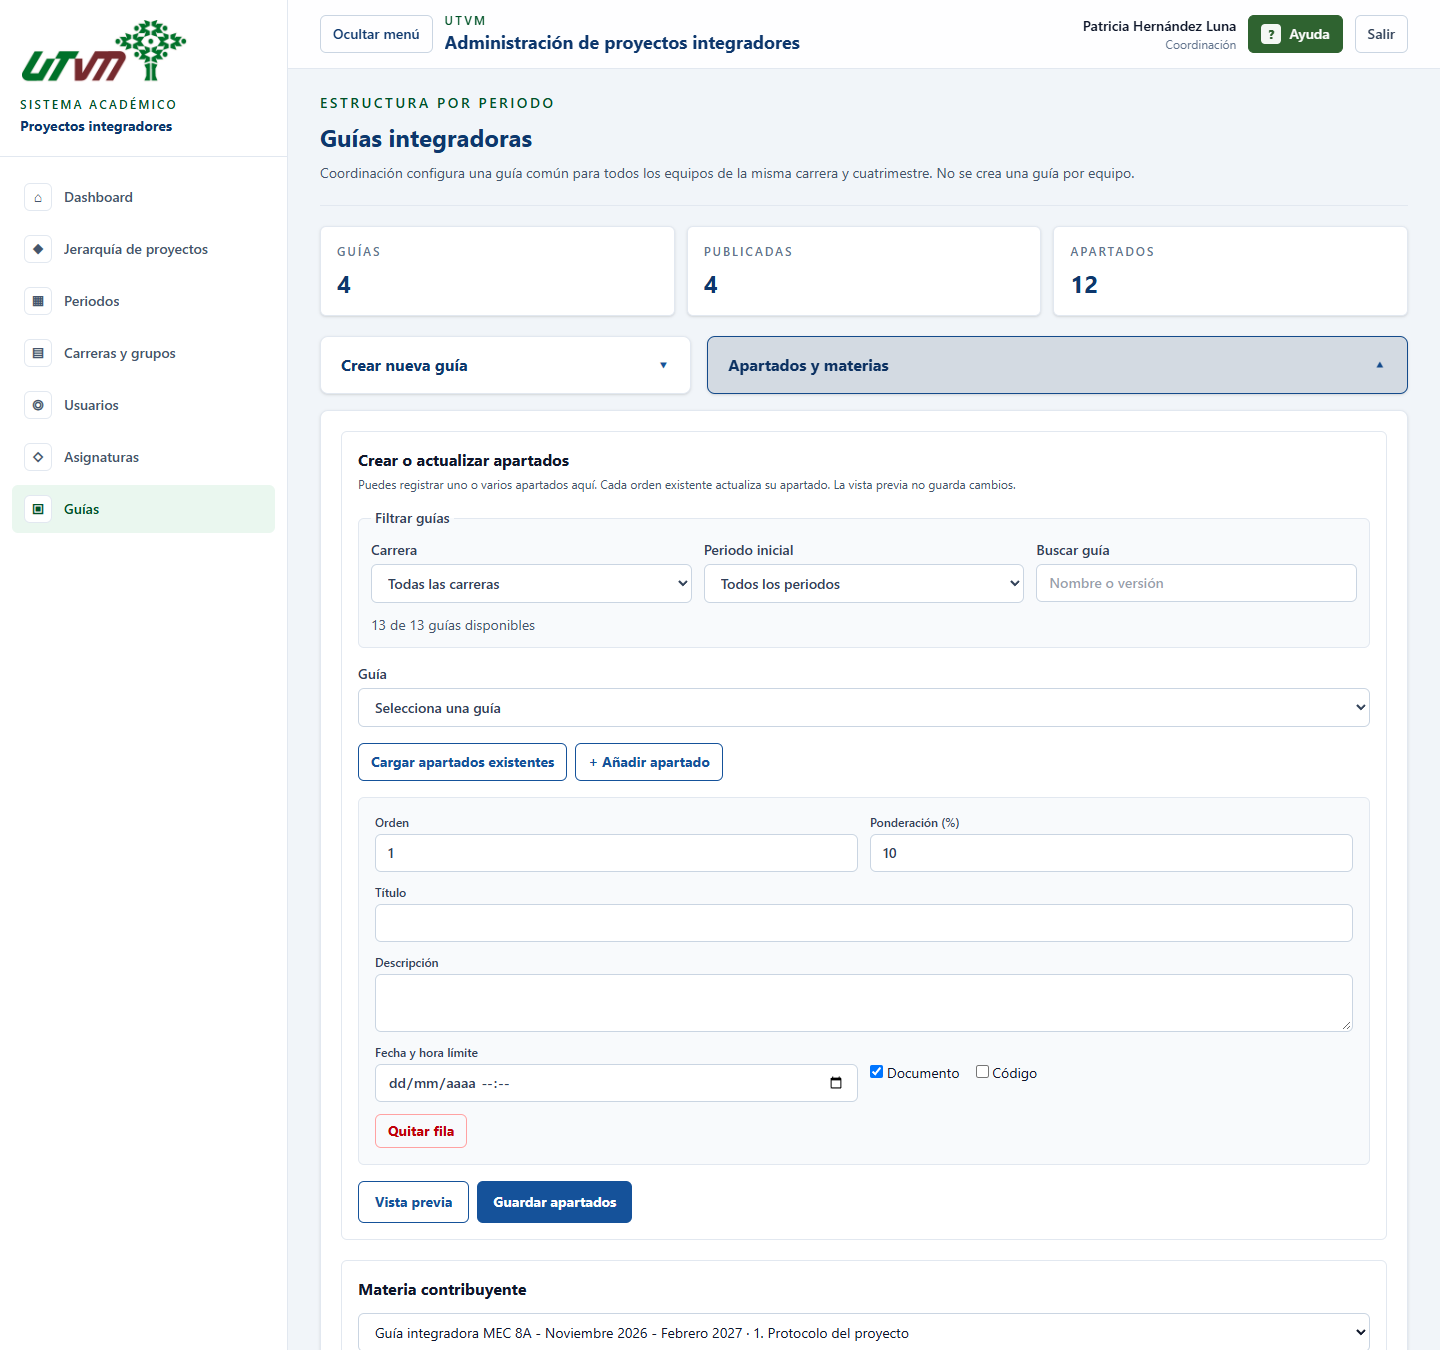 UTVM
SISTEMA ACADÉMICO
Proyectos integradores
Dashboard
Jerarquía de proyectos
Periodos
Carreras y grupos
Usuarios
Asignaturas
Guías
Ocultar menú
UTVM
Administración de proyectos integradores
Patricia Hernández Luna
Coordinación
? Ayuda
Salir
ESTRUCTURA POR PERIODO
Guías integradoras
Coordinación configura una guía común para todos los equipos de la misma carrera y cuatrimestre. No se crea una guía por equipo.
GUÍAS
4
PUBLICADAS
4
APARTADOS
12
Crear nueva guía
Apartados y materias
Crear o actualizar apartados
Puedes registrar uno o varios apartados aquí. Cada orden existente actualiza su apartado. La vista previa no guarda cambios.
Filtrar guías
Carrera
Todas las carreras
Periodo inicial
Todos los periodos
Buscar guía
Nombre o versión
13 de 13 guías disponibles
Guía
Selecciona una guía
Cargar apartados existentes
+ Añadir apartado
Orden
1
Ponderación (%)
10
Título
Descripción
Fecha y hora límite
dd/mm/aaaa --:--
Documento
Código
Quitar fila
Vista previa
Guardar apartados
Materia contribuyente
Guía integradora MEC 8A - Noviembre 2026 - Febrero 2027 · 1. Protocolo del proyecto